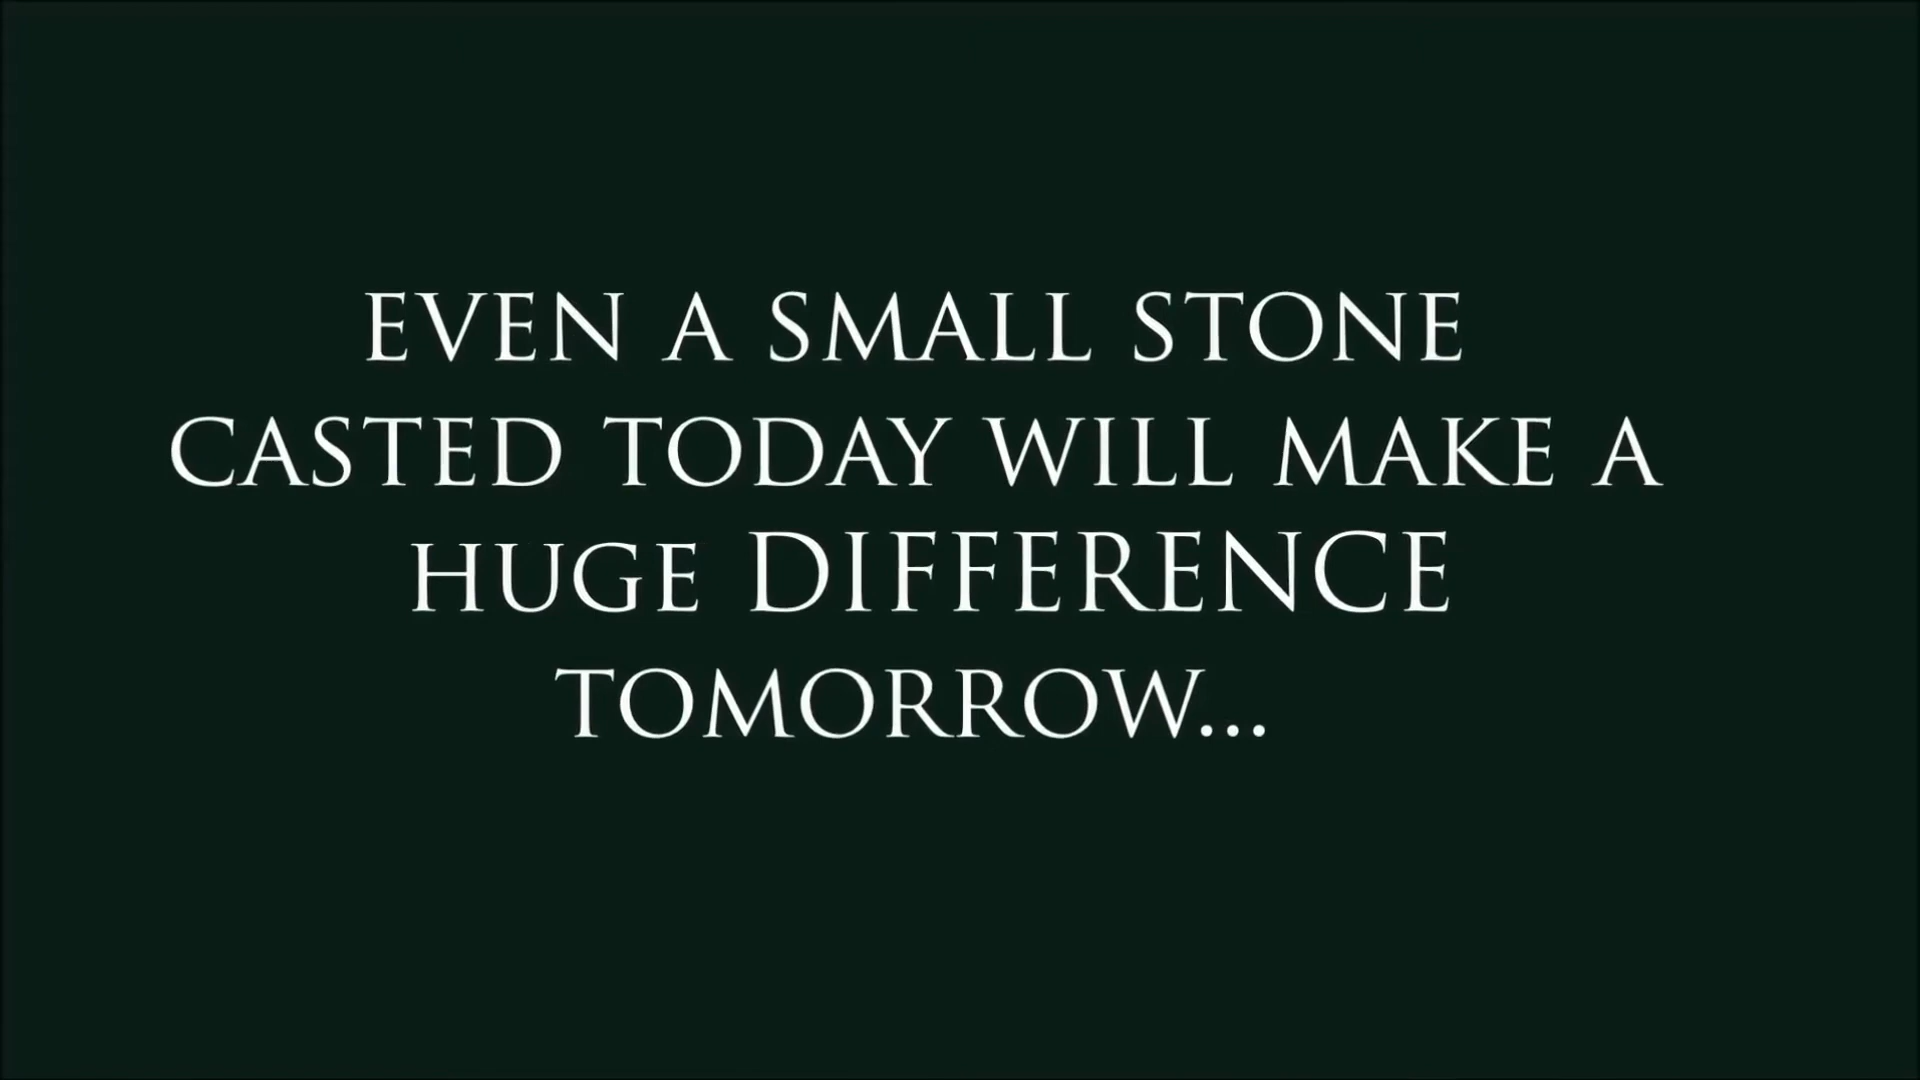 EVEN A SMALL STONE
CASTED TODAY WILL MAKE A
HUGE DIFFERENCE
TOMORROW...